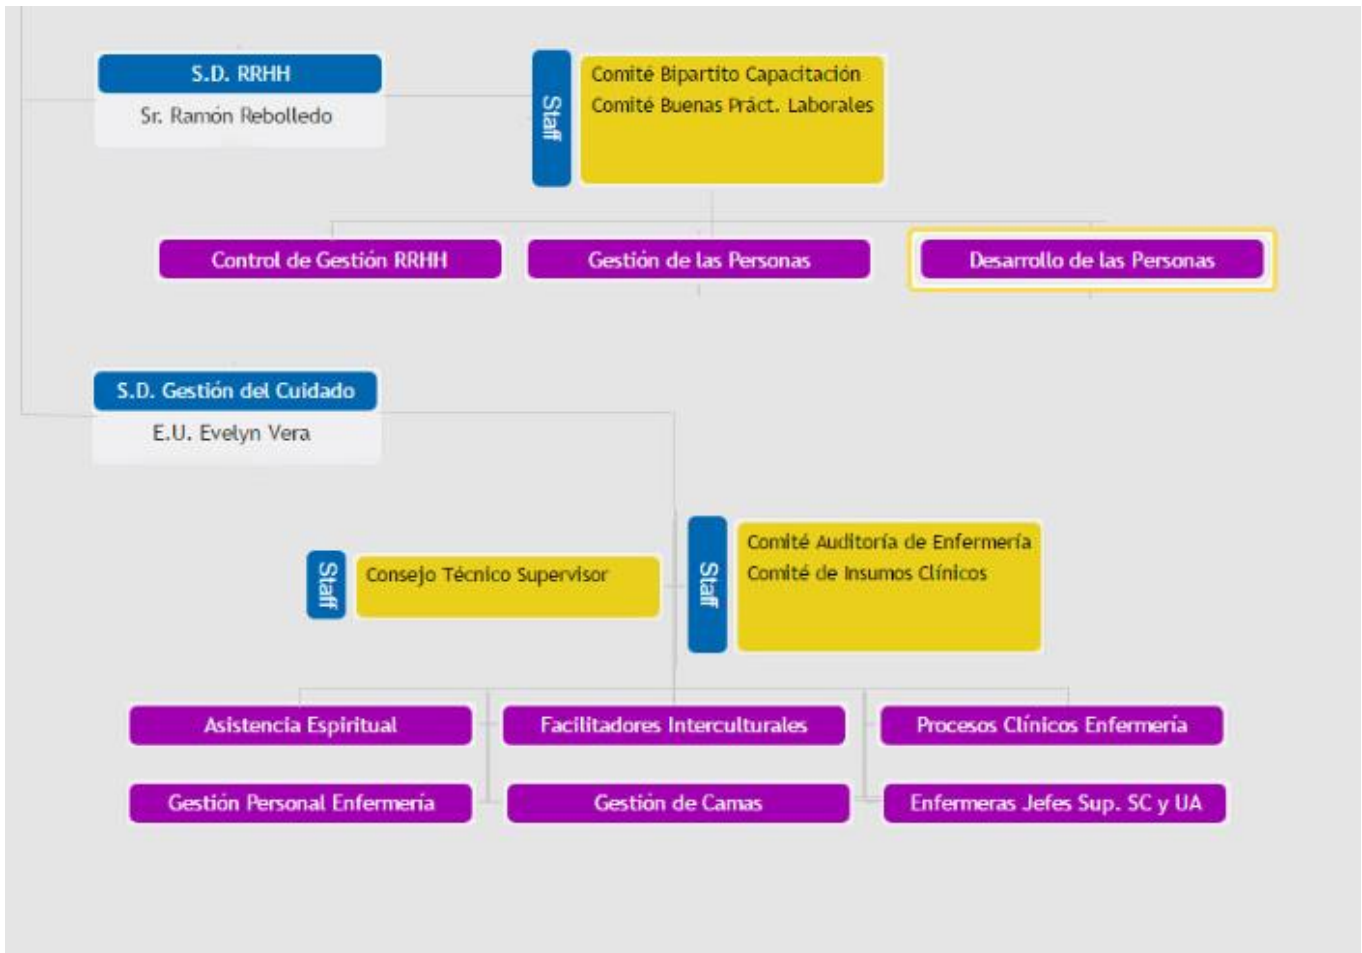 S.D. RRHH
Sr. Ramón Rebolledo
Staff
Comité Bipartito Capacitación
Comité Buenas Práct. Laborales
Control de Gestión RRHH
Gestión de las Personas
Desarrollo de las Personas
S.D. Gestión del Cuidado
E.U. Evelyn Vera
Staff
Consejo Técnico Supervisor
Staff
Comité Auditoría de Enfermería
Comité de Insumos Clínicos
Asistencia Espiritual
Facilitadores Interculturales
Procesos Clínicos Enfermería
Gestión Personal Enfermería
Gestión de Camas
Enfermeras Jefes Sup. SC y UA